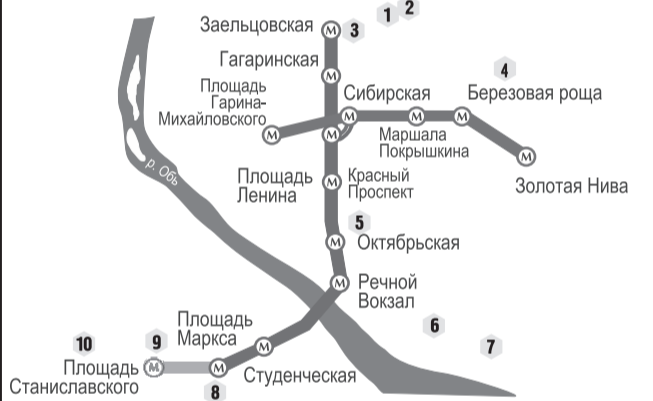 1
2
Заельцовская
3
Гагаринская
Площадь
Гарина-
Михайловского
Сибирская
4
Березовая роща
Маршала
Покрышкина
Золотая Нива
р. Обь
Площадь
Ленина
Красный
Проспект
5
Октябрьская
Речной
Вокзал
6
7
Площадь
Маркса
Студенческая
8
9
10
Площадь
Станиславского
М
М
М
М
М
М
М
М
М
М
М
М
М
М